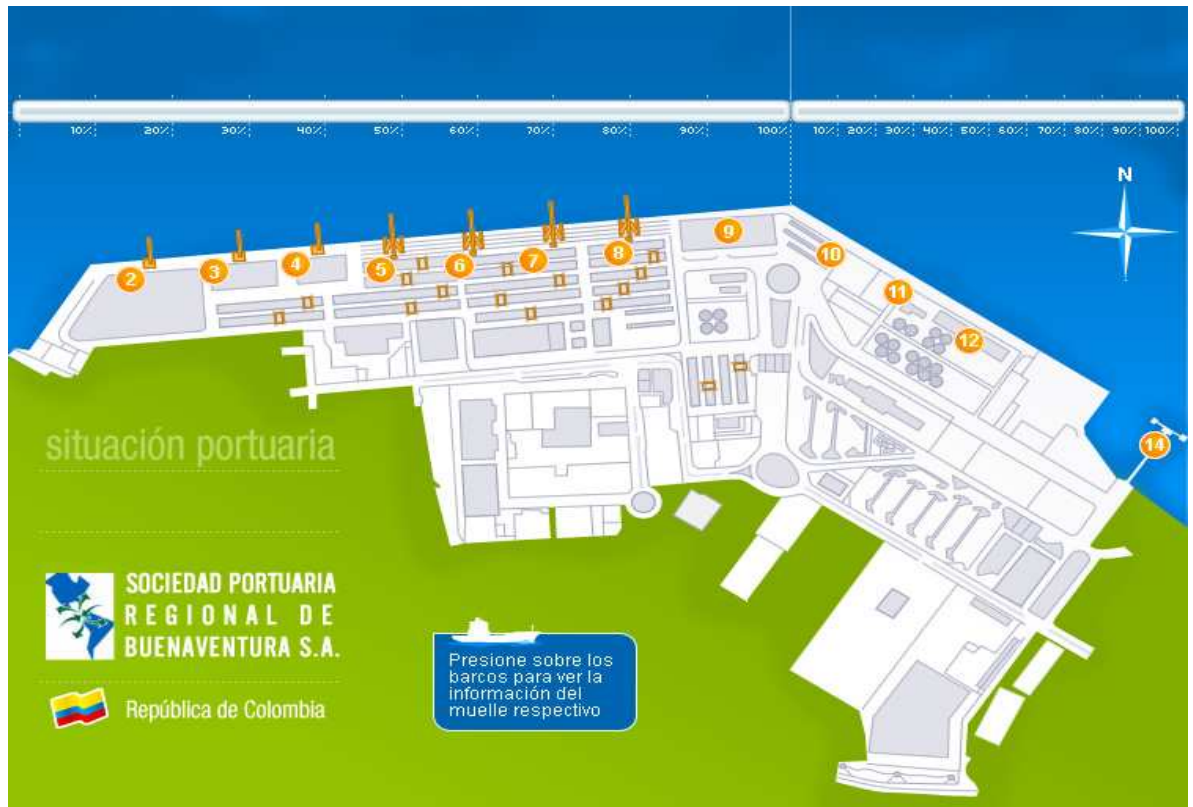 10% 20% 30% 40% 50% 60% 70% 80% 90% 100% 10% 20% 30% 40% 50% 60% 70% 80% 90% 100%
N
2 3 4 5 6 7 8 9 10 11 12 14
situación portuaria
SOCIEDAD PORTUARIA
REGIONAL DE
BUENAVENTURA S.A.
República de Colombia
Presione sobre los
barcos para ver la
información del
muelle respectivo